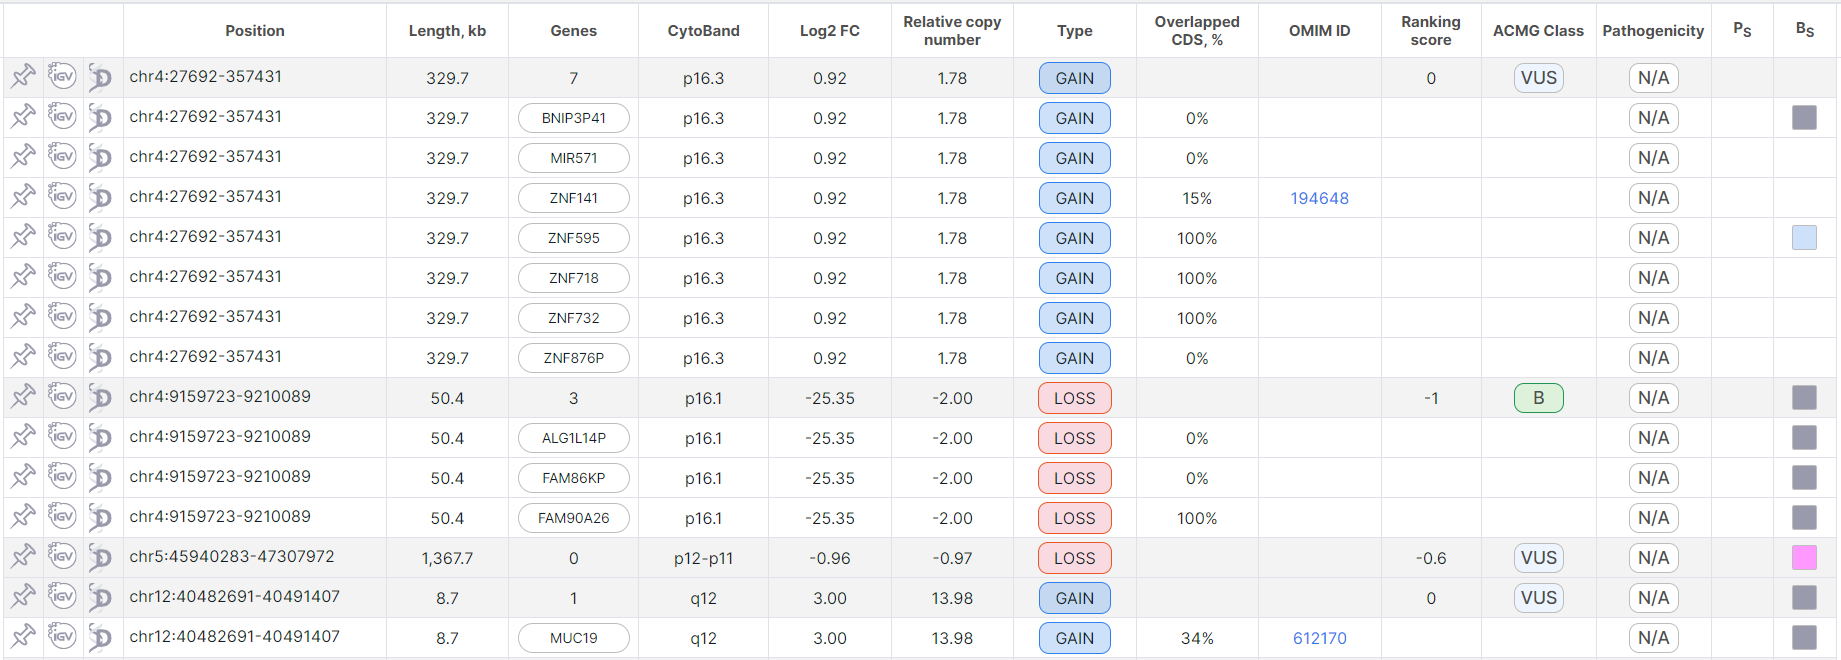 Position Length, kb Genes CytoBand Log2 FC Relative copy number Type Overlapped CDS, % OMIM ID Ranking score ACMG Class Pathogenicity PS BS
IGV D chr4:27692-357431 329.7 7 p16.3 0.92 1.78 GAIN 0 VUS N/A
IGV D chr4:27692-357431 329.7 BNIP3P41 p16.3 0.92 1.78 GAIN 0% N/A
IGV D chr4:27692-357431 329.7 MIR571 p16.3 0.92 1.78 GAIN 0% N/A
IGV D chr4:27692-357431 329.7 ZNF141 p16.3 0.92 1.78 GAIN 15% 194648 N/A
IGV D chr4:27692-357431 329.7 ZNF595 p16.3 0.92 1.78 GAIN 100% N/A
IGV D chr4:27692-357431 329.7 ZNF718 p16.3 0.92 1.78 GAIN 100% N/A
IGV D chr4:27692-357431 329.7 ZNF732 p16.3 0.92 1.78 GAIN 100% N/A
IGV D chr4:27692-357431 329.7 ZNF876P p16.3 0.92 1.78 GAIN 0% N/A
IGV D chr4:9159723-9210089 50.4 3 p16.1 -25.35 -2.00 LOSS -1 B N/A
IGV D chr4:9159723-9210089 50.4 ALG1L14P p16.1 -25.35 -2.00 LOSS 0% N/A
IGV D chr4:9159723-9210089 50.4 FAM86KP p16.1 -25.35 -2.00 LOSS 0% N/A
IGV D chr4:9159723-9210089 50.4 FAM90A26 p16.1 -25.35 -2.00 LOSS 100% N/A
IGV D chr5:45940283-47307972 1,367.7 0 p12-p11 -0.96 -0.97 LOSS -0.6 VUS N/A
IGV D chr12:40482691-40491407 8.7 1 q12 3.00 13.98 GAIN 0 VUS N/A
IGV D chr12:40482691-40491407 8.7 MUC19 q12 3.00 13.98 GAIN 34% 612170 N/A